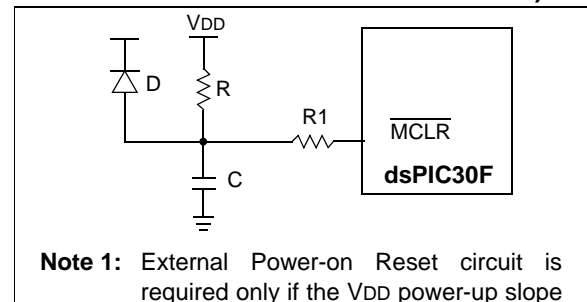 VDD
D
R
R1
MCLR
C
dsPIC30F
Note 1: External Power-on Reset circuit is
required only if the VDD power-up slope